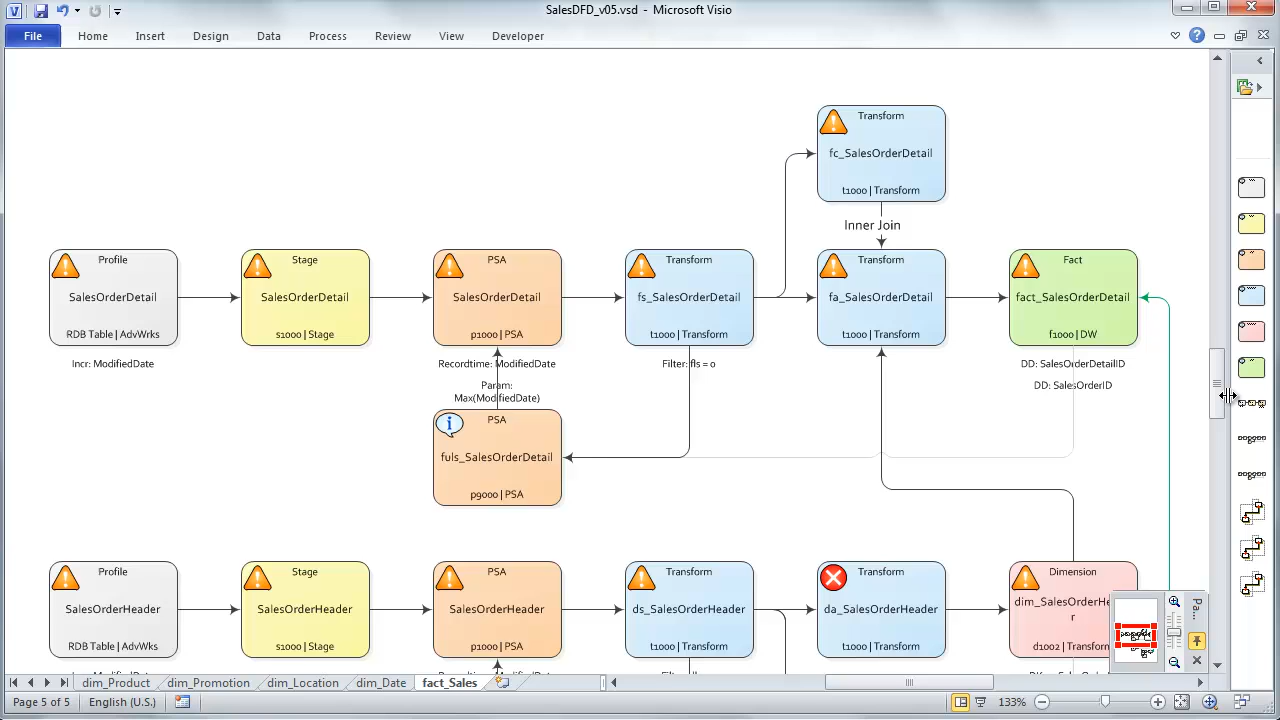 SalesDFD_v05.vsd - Microsoft Visio
File Home Insert Design Data Process Review View Developer
Transform
fc_SalesOrderDetail
t1000 | Transform
Inner Join
Profile
SalesOrderDetail
RDB Table | AdvWrks
Incr: ModifiedDate
Stage
SalesOrderDetail
s1000 | Stage
PSA
SalesOrderDetail
p1000 | PSA
Recordtime: ModifiedDate
Param:
Max(ModifiedDate)
Transform
fs_SalesOrderDetail
t1000 | Transform
Filter: fls = 0
Transform
fa_SalesOrderDetail
t1000 | Transform
Fact
fact_SalesOrderDetail
f1000 | DW
DD: SalesOrderDetailID
DD: SalesOrderID
PSA
fuls_SalesOrderDetail
p9000 | PSA
Profile
SalesOrderHeader
RDB Table | AdvWrks
Stage
SalesOrderHeader
s1000 | Stage
PSA
SalesOrderHeader
p1000 | PSA
Transform
ds_SalesOrderHeader
t1000 | Transform
Transform
da_SalesOrderHeader
t1000 | Transform
Dimension
dim_SalesOrderHe
r
d1002 | Transform
Pa...
dim_Product dim_Promotion dim_Location dim_Date fact_Sales
Page 5 of 5 English (U.S.) 133%